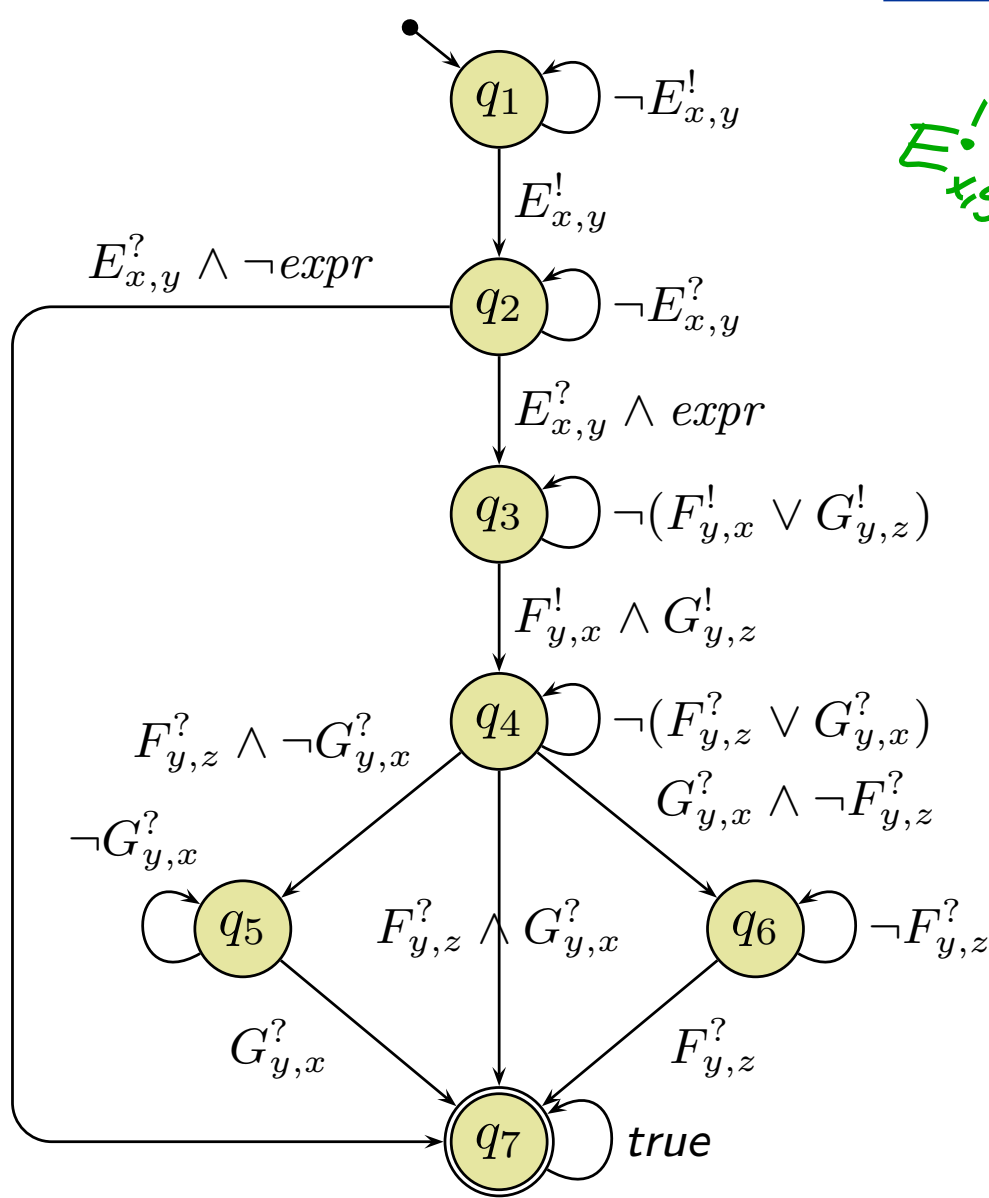 q₁
¬E!x,y
E!x,y
E!x,y
E?x,y ∧ ¬expr
q₂
¬E?x,y
E?x,y ∧ expr
q₃
¬(F!y,x ∨ G!y,z)
F!y,x ∧ G!y,z
q₄
¬(F?y,z ∨ G?y,x)
F?y,z ∧ ¬G?y,x
G?y,x ∧ ¬F?y,z
¬G?y,x
q₅
F?y,z ∧ G?y,x
q₆
¬F?y,z
G?y,x
F?y,z
q₇
true